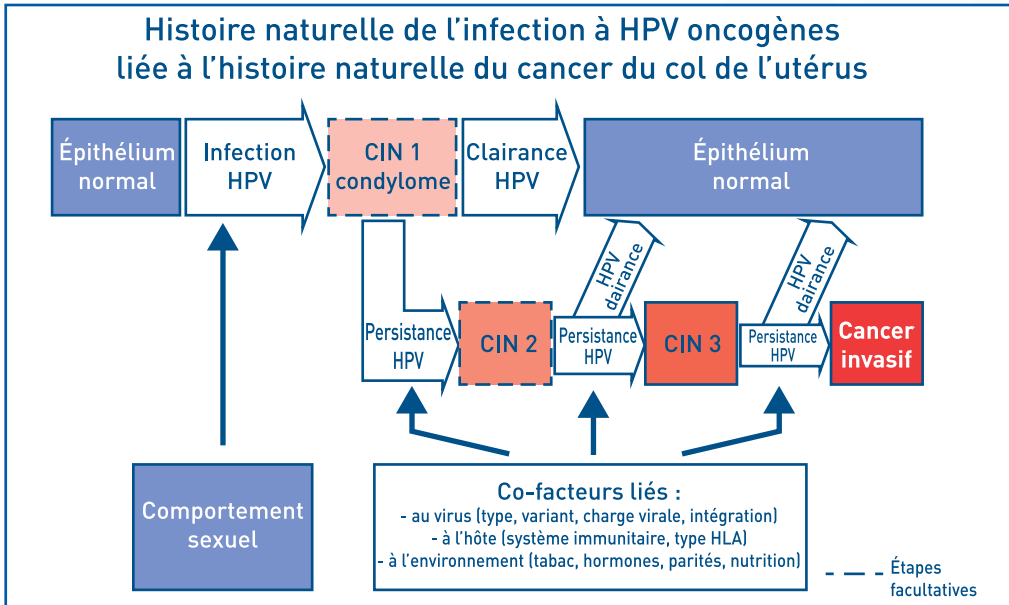 Histoire naturelle de l'infection à HPV oncogènes
liée à l'histoire naturelle du cancer du col de l'utérus
Épithélium
normal
Infection
HPV
CIN 1
condylome
Clairance
HPV
Épithélium
normal
Persistance
HPV
CIN 2
Persistance
HPV
HPV
dairance
CIN 3
Persistance
HPV
HPV
dairance
Cancer
invasif
Comportement
sexuel
Co-facteurs liés :
- au virus (type, variant, charge virale, intégration)
- à l'hôte (système immunitaire, type HLA)
- à l'environnement (tabac, hormones, parités, nutrition)
Étapes
facultatives